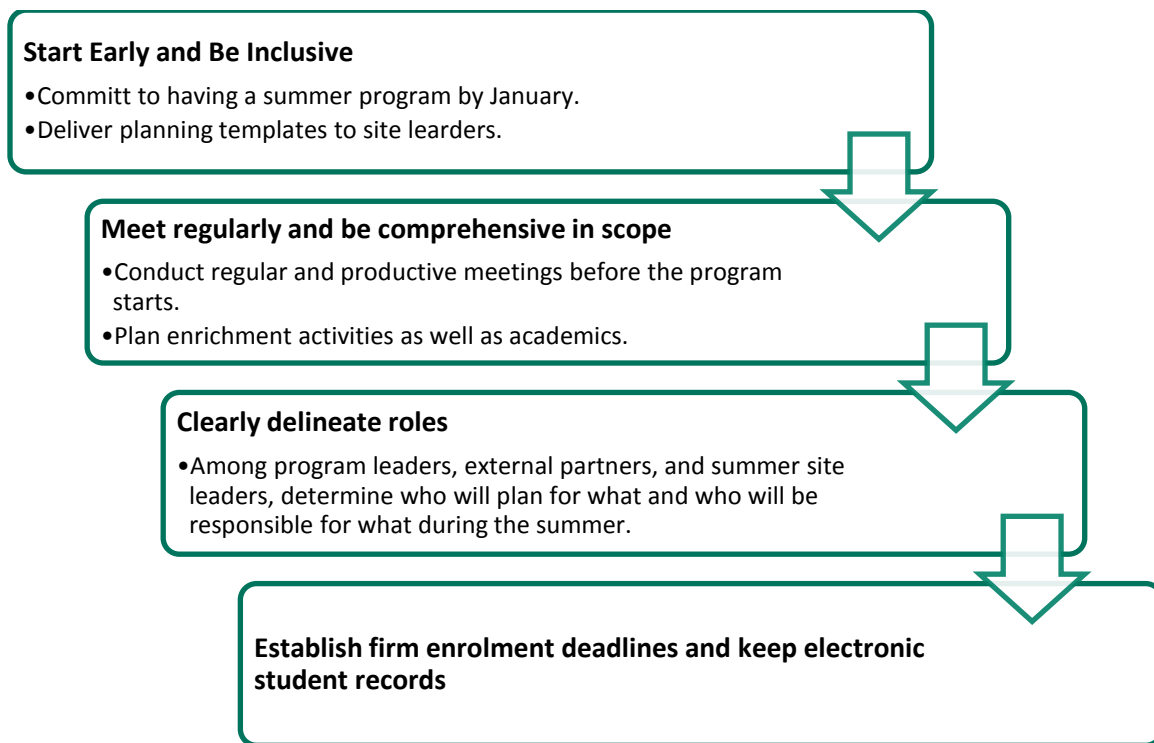 Start Early and Be Inclusive
•Committ to having a summer program by January.
•Deliver planning templates to site learders.
Meet regularly and be comprehensive in scope
•Conduct regular and productive meetings before the program
starts.
•Plan enrichment activities as well as academics.
Clearly delineate roles
•Among program leaders, external partners, and summer site
leaders, determine who will plan for what and who will be
responsible for what during the summer.
Establish firm enrolment deadlines and keep electronic
student records